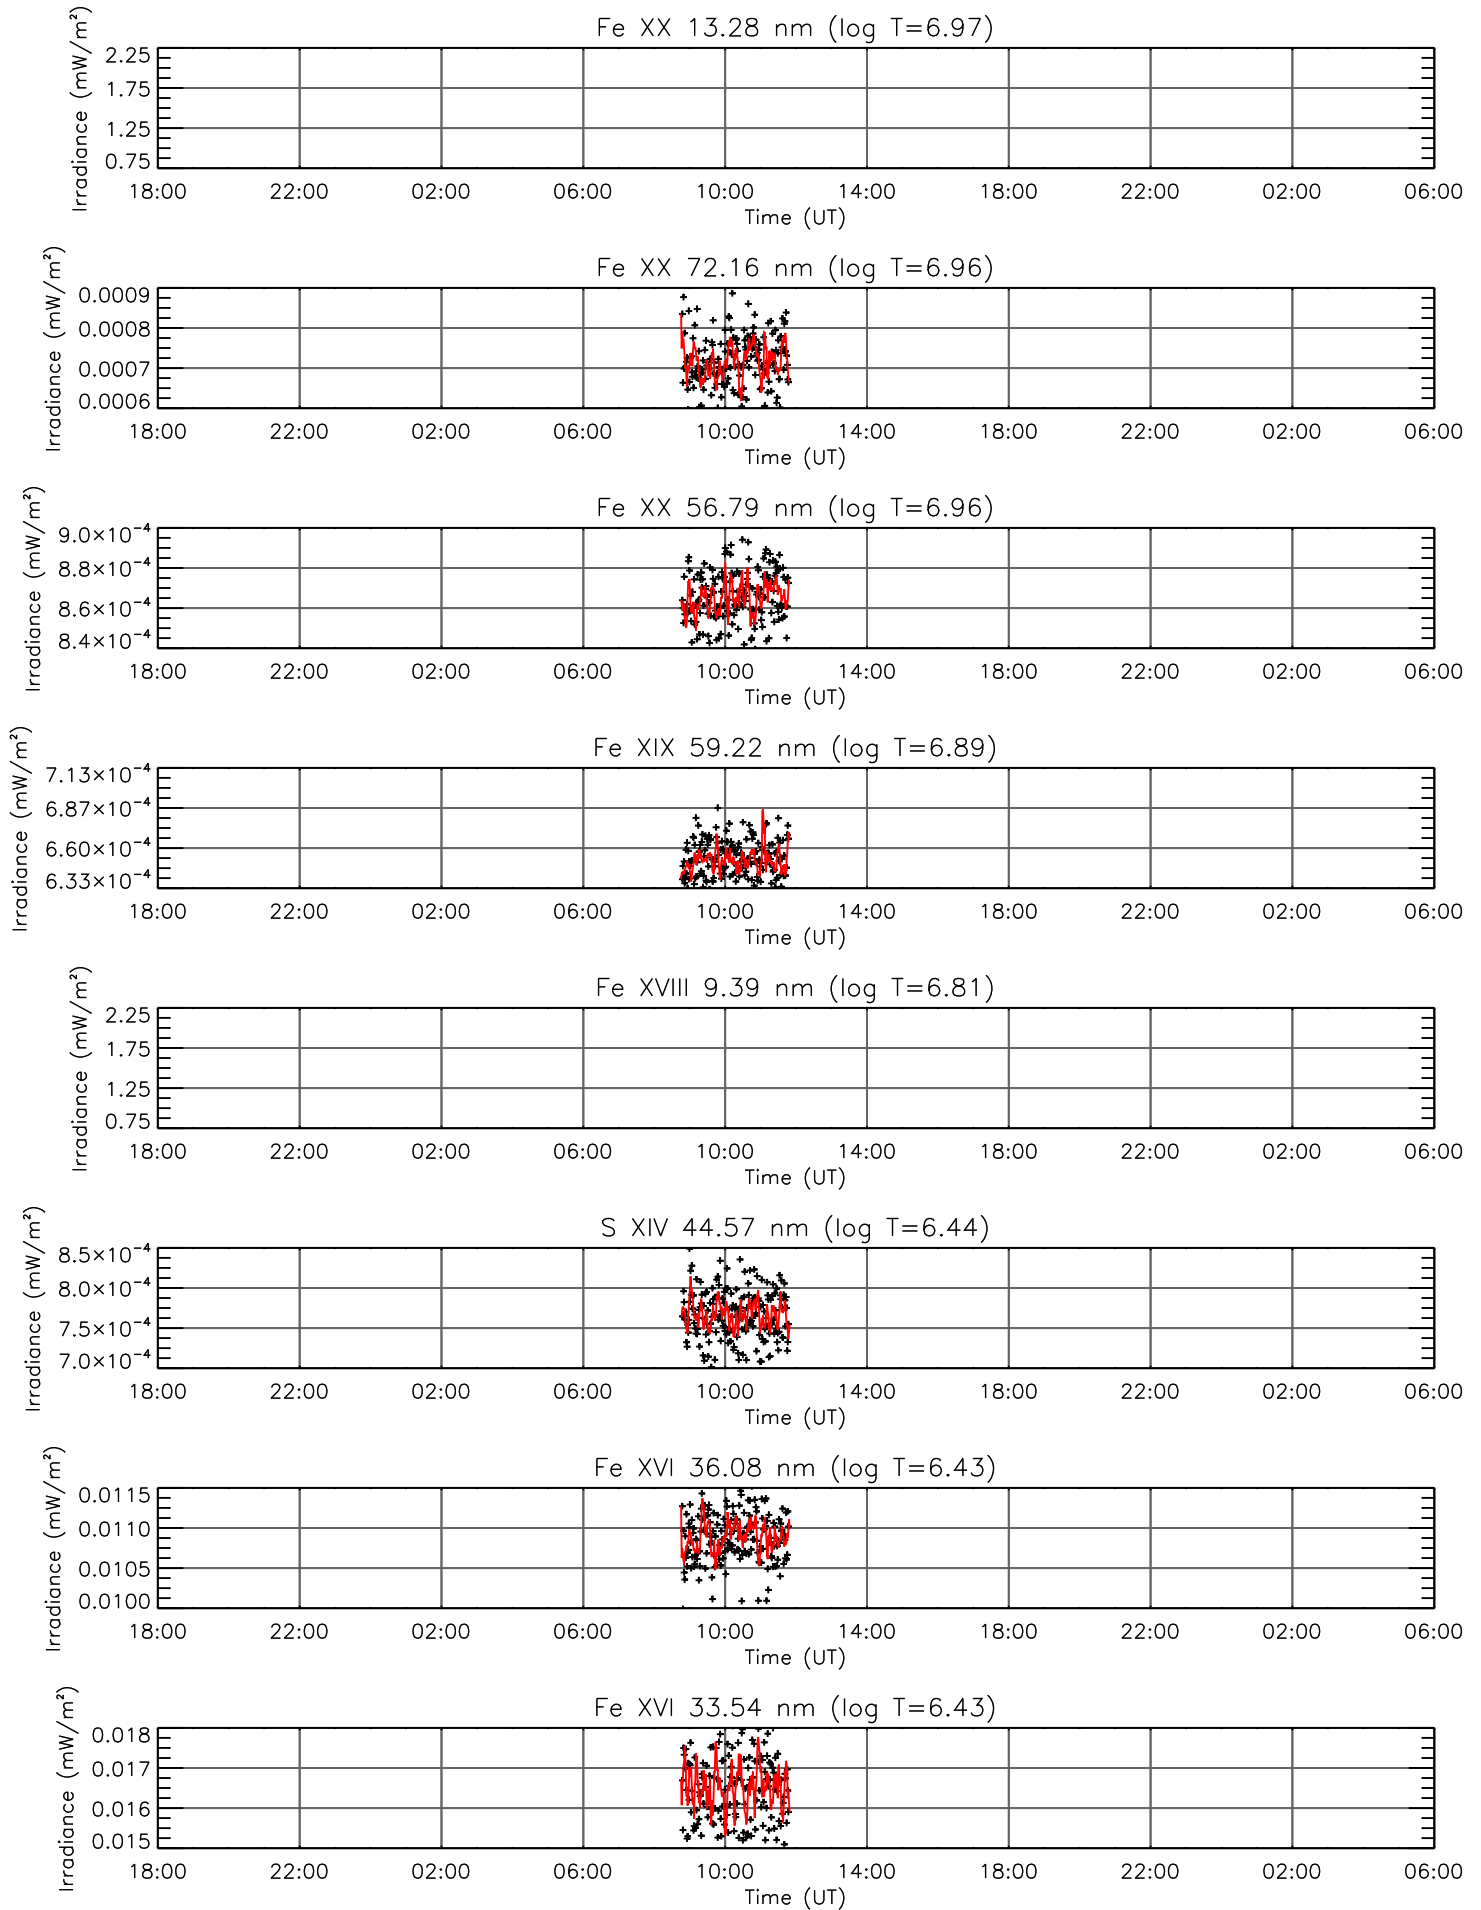 Fe XX 13.28 nm (log T=6.97)
Irradiance (mW/m²)
2.25
1.75
1.25
0.75
18:00 22:00 02:00 06:00 10:00 14:00 18:00 22:00 02:00 06:00
Time (UT)
Fe XX 72.16 nm (log T=6.96)
Irradiance (mW/m²)
0.0009
0.0008
0.0007
0.0006
18:00 22:00 02:00 06:00 10:00 14:00 18:00 22:00 02:00 06:00
Time (UT)
Fe XX 56.79 nm (log T=6.96)
Irradiance (mW/m²)
9.0×10⁻⁴
8.8×10⁻⁴
8.6×10⁻⁴
8.4×10⁻⁴
18:00 22:00 02:00 06:00 10:00 14:00 18:00 22:00 02:00 06:00
Time (UT)
Fe XIX 59.22 nm (log T=6.89)
Irradiance (mW/m²)
7.13×10⁻⁴
6.87×10⁻⁴
6.60×10⁻⁴
6.33×10⁻⁴
18:00 22:00 02:00 06:00 10:00 14:00 18:00 22:00 02:00 06:00
Time (UT)
Fe XVIII 9.39 nm (log T=6.81)
Irradiance (mW/m²)
2.25
1.75
1.25
0.75
18:00 22:00 02:00 06:00 10:00 14:00 18:00 22:00 02:00 06:00
Time (UT)
S XIV 44.57 nm (log T=6.44)
Irradiance (mW/m²)
8.5×10⁻⁴
8.0×10⁻⁴
7.5×10⁻⁴
7.0×10⁻⁴
18:00 22:00 02:00 06:00 10:00 14:00 18:00 22:00 02:00 06:00
Time (UT)
Fe XVI 36.08 nm (log T=6.43)
Irradiance (mW/m²)
0.0115
0.0110
0.0105
0.0100
18:00 22:00 02:00 06:00 10:00 14:00 18:00 22:00 02:00 06:00
Time (UT)
Fe XVI 33.54 nm (log T=6.43)
Irradiance (mW/m²)
0.018
0.017
0.016
0.015
18:00 22:00 02:00 06:00 10:00 14:00 18:00 22:00 02:00 06:00
Time (UT)